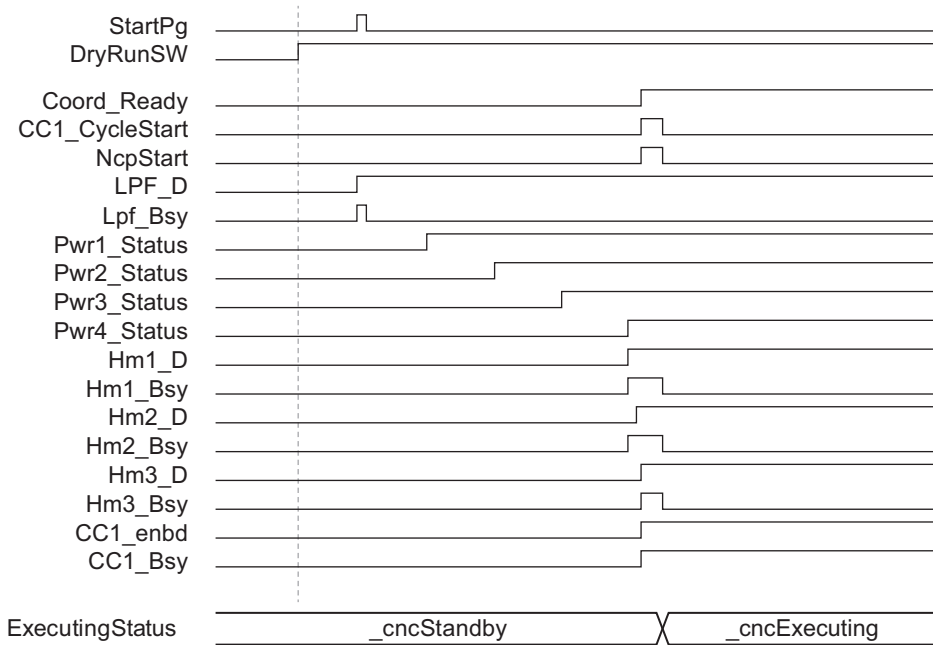 StartPg
DryRunSW
Coord_Ready
CC1_CycleStart
NcpStart
LPF_D
Lpf_Bsy
Pwr1_Status
Pwr2_Status
Pwr3_Status
Pwr4_Status
Hm1_D
Hm1_Bsy
Hm2_D
Hm2_Bsy
Hm3_D
Hm3_Bsy
CC1_enbd
CC1_Bsy
ExecutingStatus _cncStandby _cncExecuting